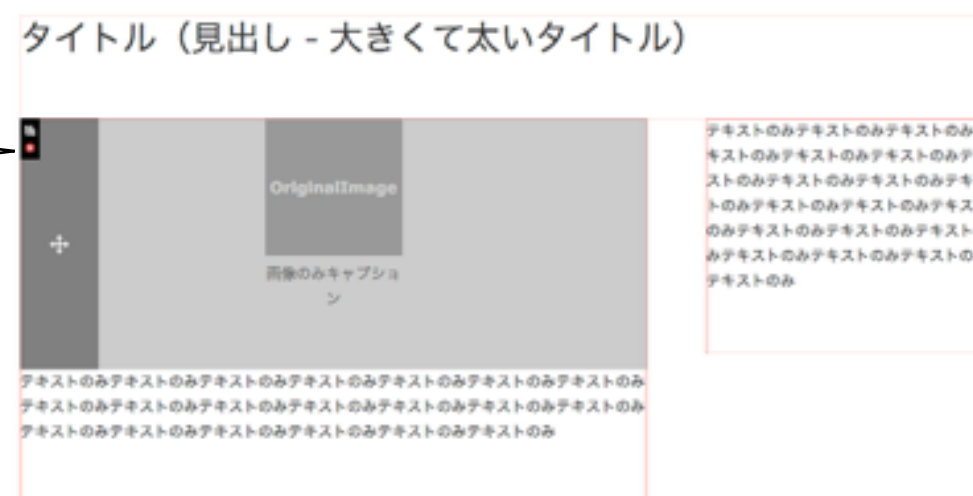 タイトル（見出し - 大きくて太いタイトル）
OriginalImage
画像のみキャプショ
ン
テキストのみテキストのみテキストのみテキストのみテキストのみテキストのみテキストのみ
テキストのみテキストのみテキストのみテキストのみテキストのみテキストのみテキストのみ
テキストのみテキストのみテキストのみテキストのみテキストのみテキストのみ
テキストのみテキストのみテキストのみ
キストのみテキストのみテキストのみテ
ストのみテキストのみテキストのみテキ
トのみテキストのみテキストのみテキス
のみテキストのみテキストのみテキスト
みテキストのみテキストのみテキストの
テキストのみ